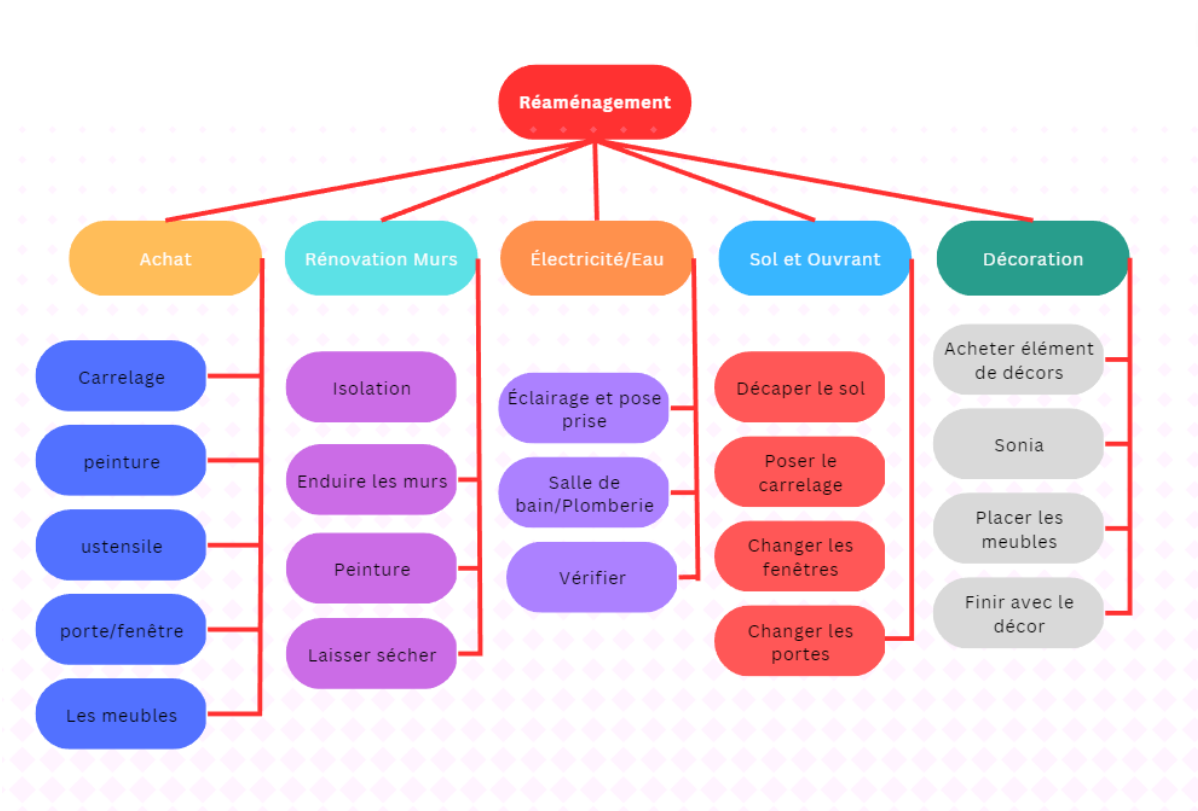 Réaménagement
Achat
Rénovation Murs
Électricité/Eau
Sol et Ouvrant
Décoration
Carrelage
peinture
ustensile
porte/fenêtre
Les meubles
Isolation
Enduire les murs
Peinture
Laisser sécher
Éclairage et pose
prise
Salle de
bain/Plomberie
Vérifier
Décaper le sol
Poser le
carrelage
Changer les
fenêtres
Changer les
portes
Acheter élément
de décors
Sonia
Placer les
meubles
Finir avec le
décor